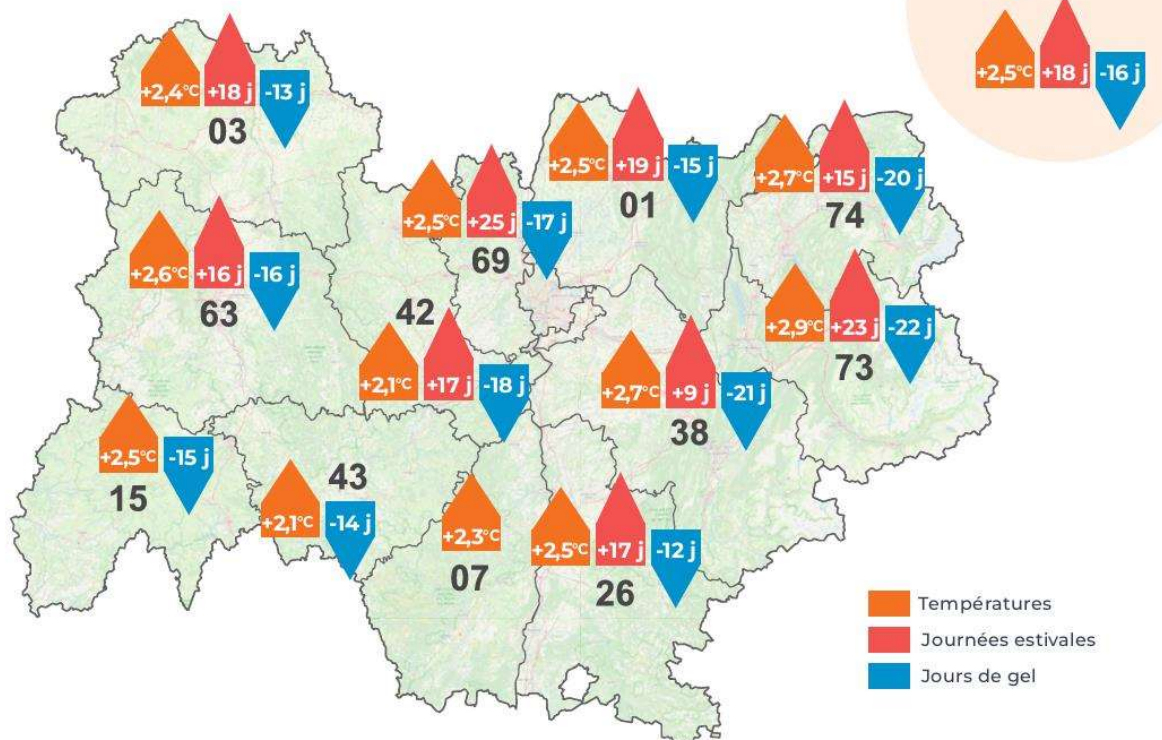 +2,5°C +18 j -16 j
+2,4°C +18 j -13 j
03
+2,5°C +19 j -15 j
01
+2,7°C +15 j -20 j
74
+2,5°C +25 j -17 j
69
+2,6°C +16 j -16 j
63
42
+2,1°C +17 j -18 j
+2,9°C +23 j -22 j
73
+2,7°C +9 j -21 j
38
+2,5°C -15 j
15
43
+2,1°C -14 j
+2,3°C
07
+2,5°C +17 j -12 j
26
Températures
Journées estivales
Jours de gel